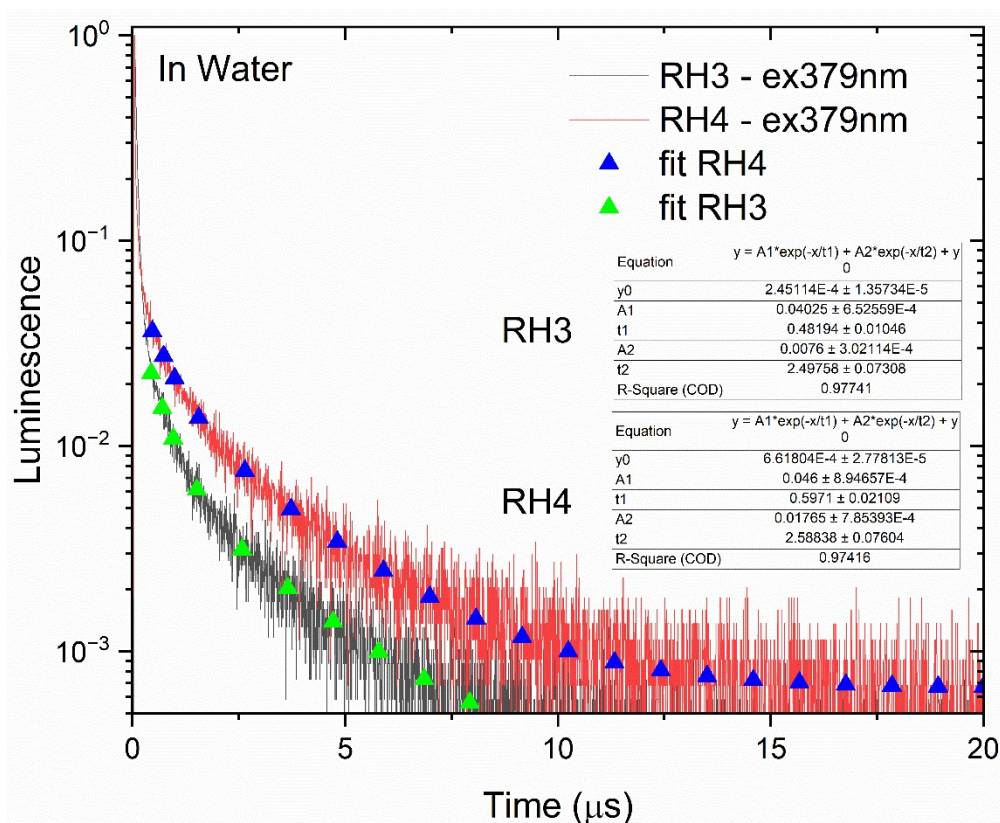 In Water
RH3 - ex379nm
RH4 - ex379nm
fit RH4
fit RH3
10⁰
10⁻¹
10⁻²
10⁻³
Luminescence
RH3
Equation y = A1*exp(-x/t1) + A2*exp(-x/t2) + y
0
y0 2.45114E-4 ± 1.35734E-5
A1 0.04025 ± 6.52559E-4
t1 0.48194 ± 0.01046
A2 0.0076 ± 3.02114E-4
t2 2.49758 ± 0.07308
R-Square (COD) 0.97741
RH4
Equation y = A1*exp(-x/t1) + A2*exp(-x/t2) + y
0
y0 6.61804E-4 ± 2.77813E-5
A1 0.046 ± 8.94657E-4
t1 0.5971 ± 0.02109
A2 0.01765 ± 7.85393E-4
t2 2.58838 ± 0.07604
R-Square (COD) 0.97416
0 5 10 15 20
Time (μs)